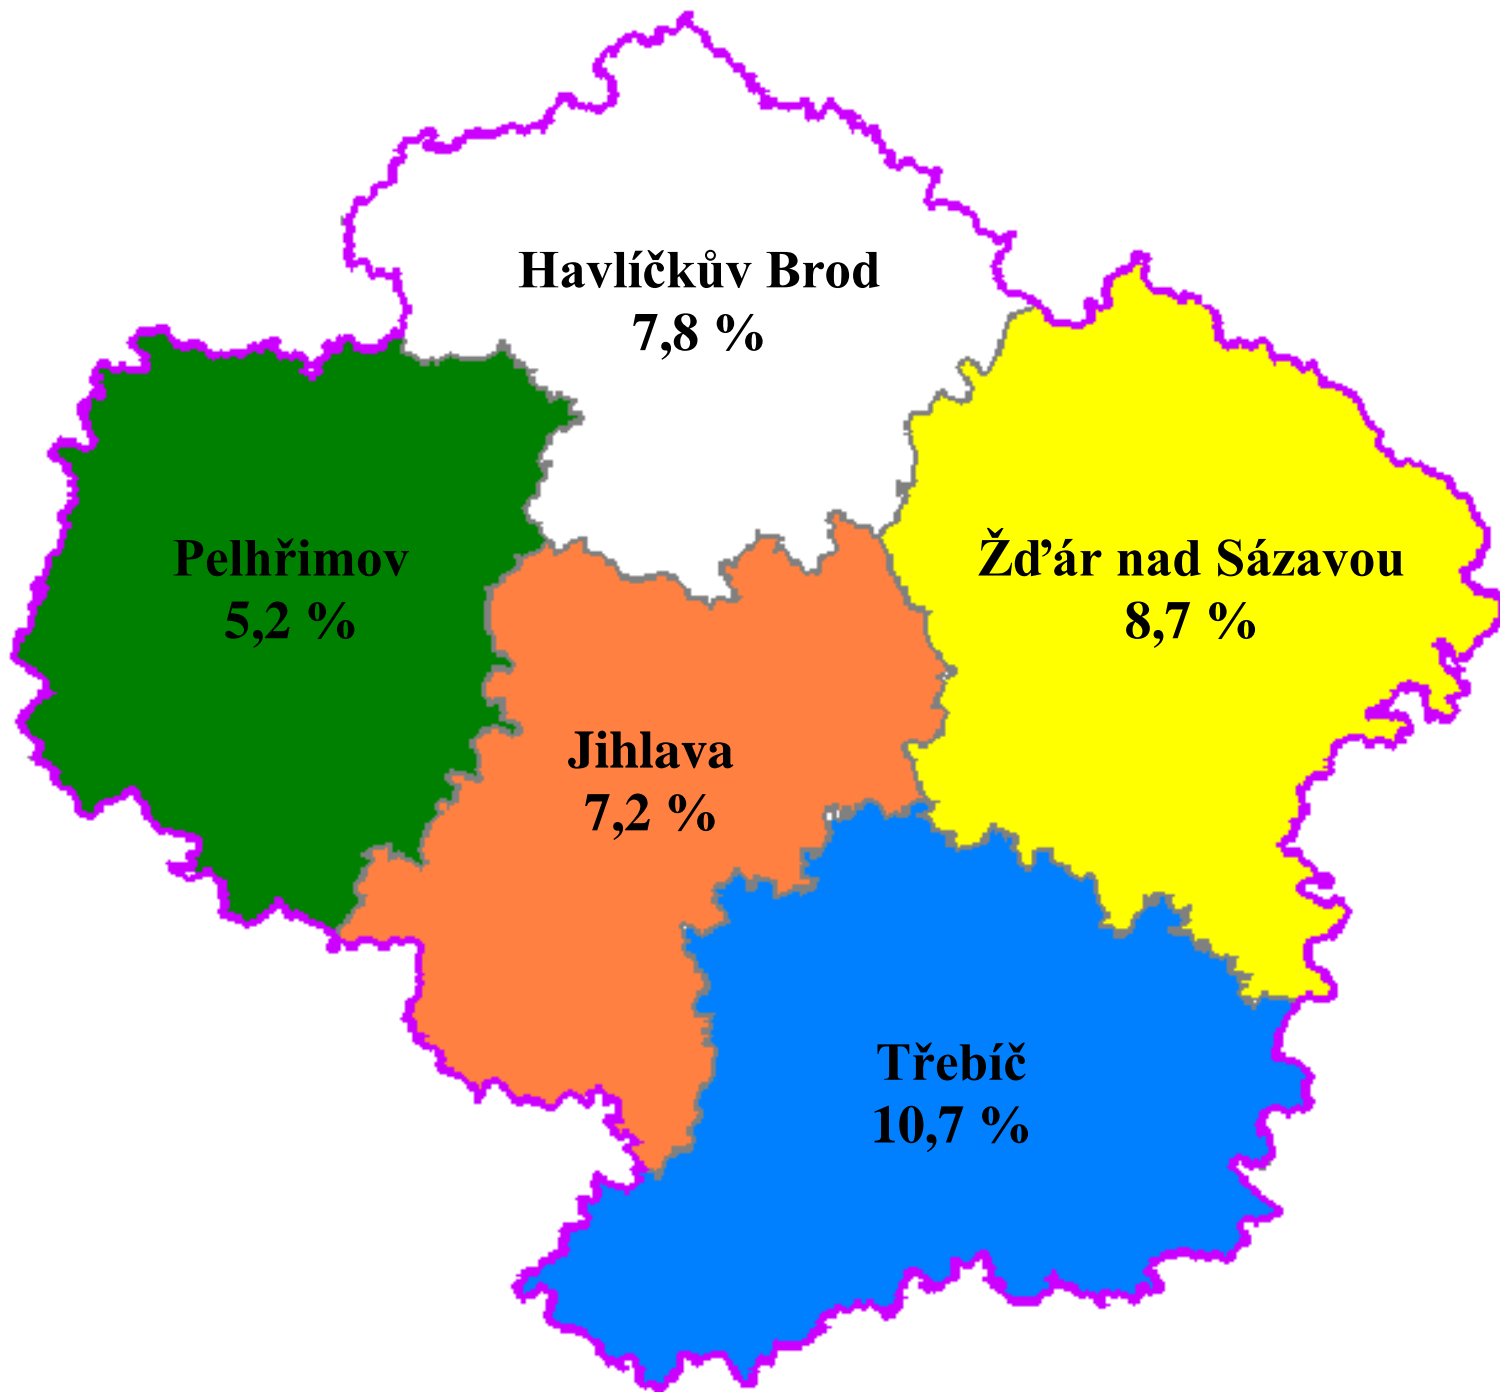 Havlíčkův Brod
7,8 %
Pelhřimov
5,2 %
Žďár nad Sázavou
8,7 %
Jihlava
7,2 %
Třebíč
10,7 %